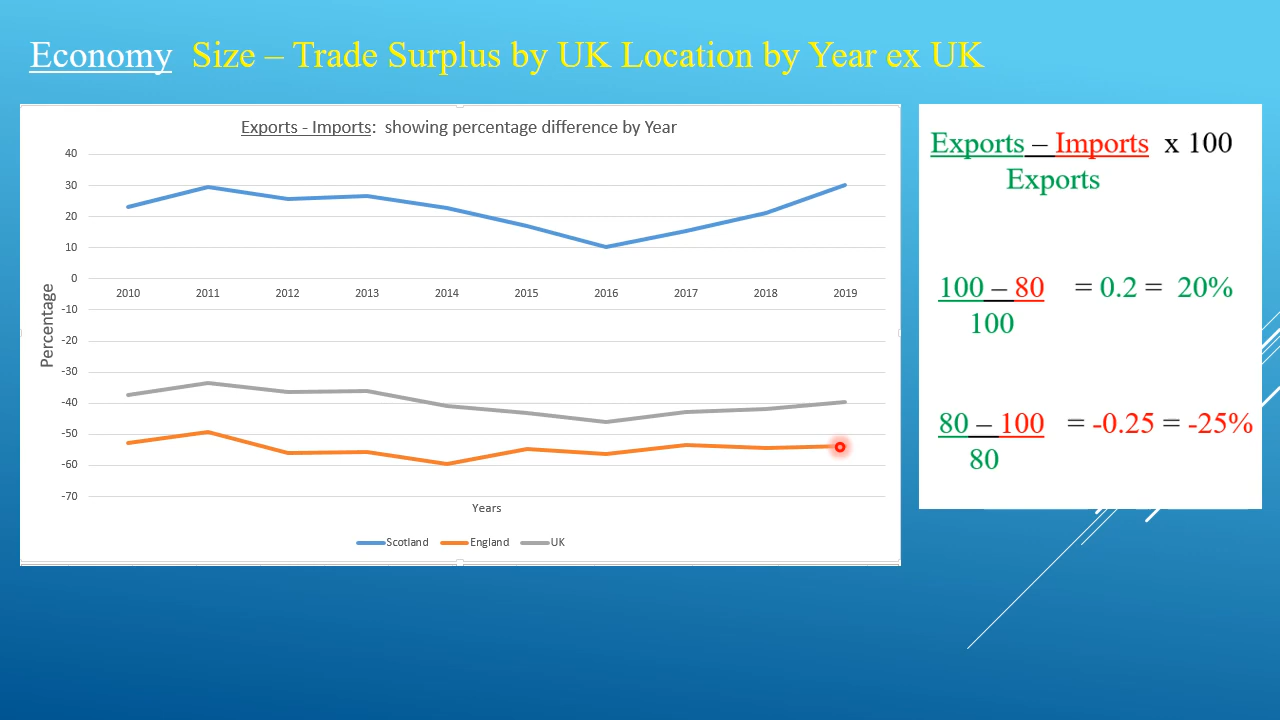 Economy Size – Trade Surplus by UK Location by Year ex UK
Exports - Imports: showing percentage difference by Year
40
30
20
10
0
-10
-20
-30
-40
-50
-60
-70
Percentage
2010 2011 2012 2013 2014 2015 2016 2017 2018 2019
Years
Scotland England UK
Exports – Imports x 100
Exports
100 – 80 = 0.2 = 20%
100
80 – 100 = -0.25 = -25%
80